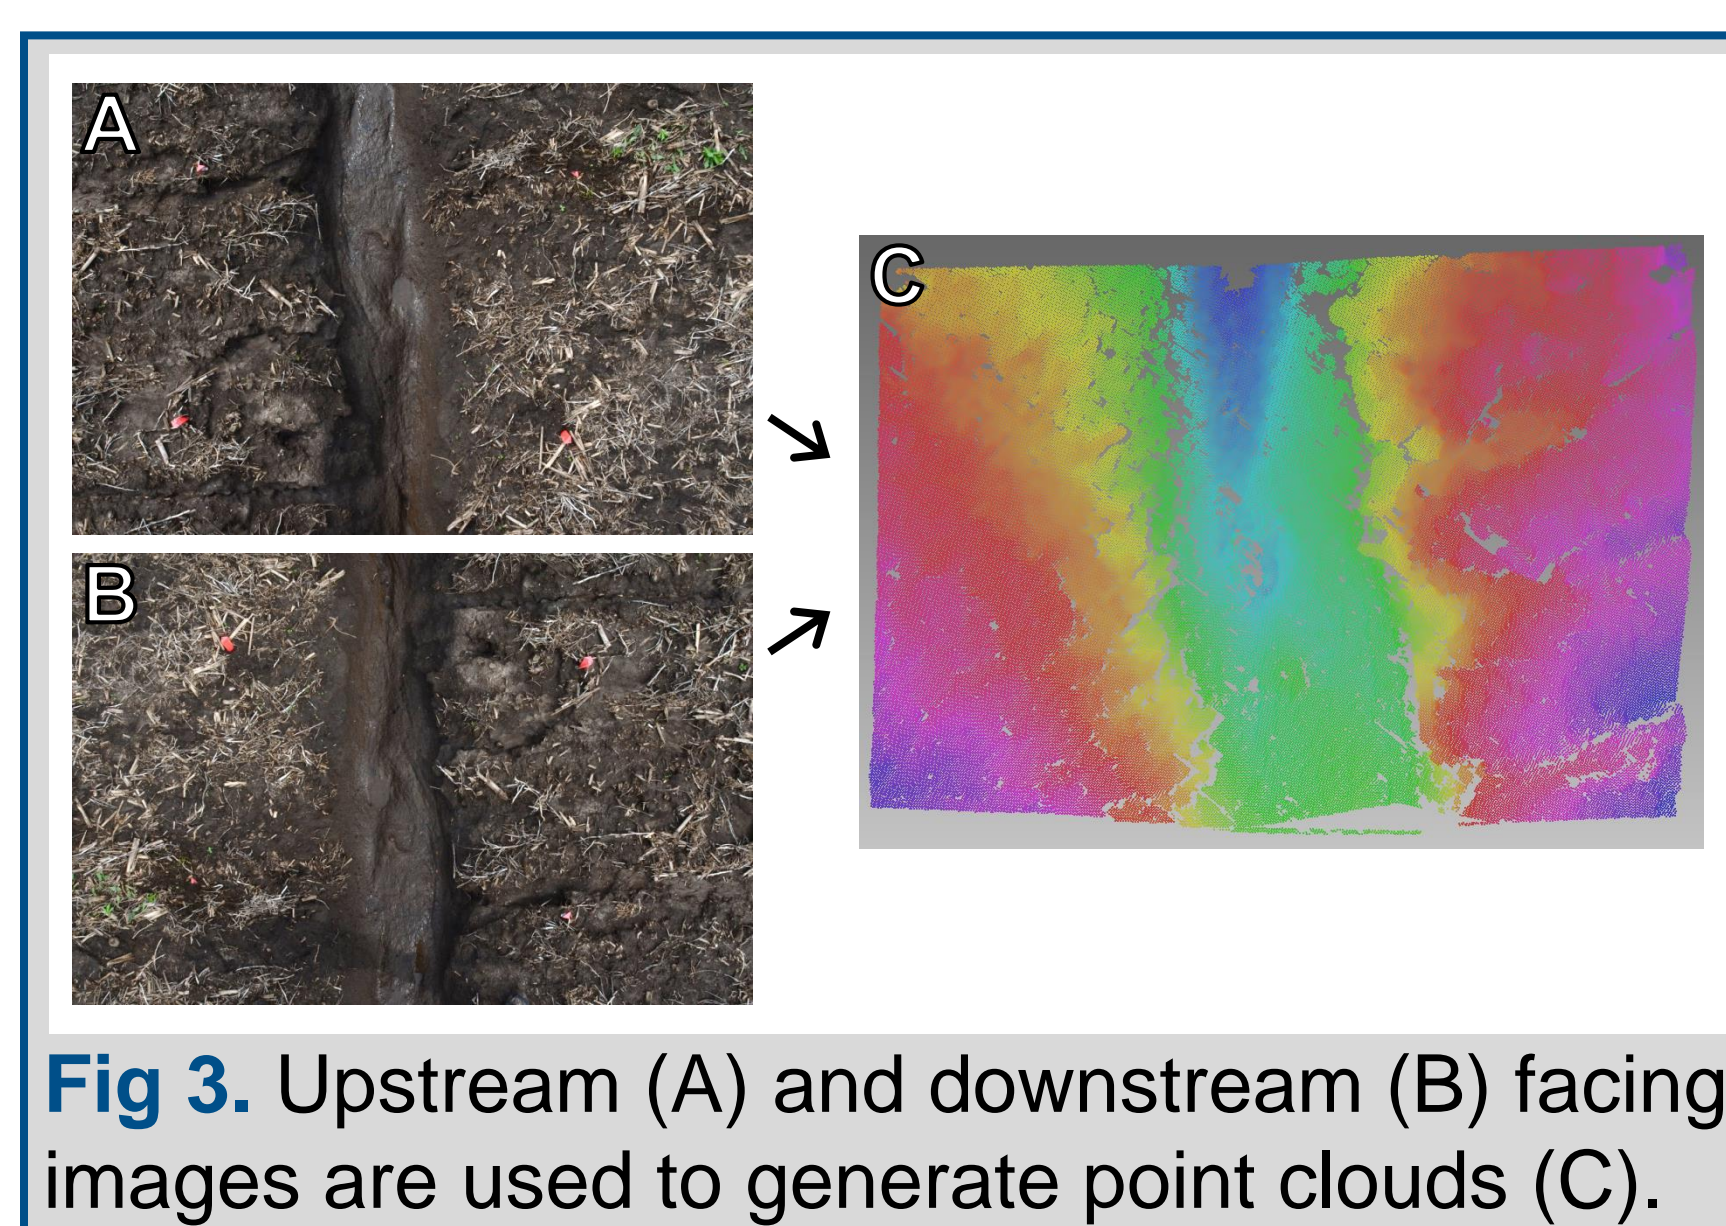 A
B
C
Fig 3. Upstream (A) and downstream (B) facing
images are used to generate point clouds (C).